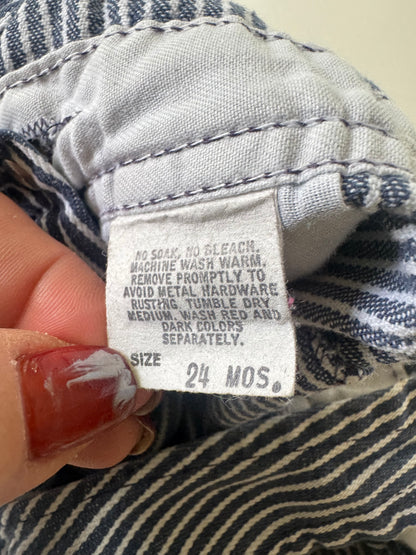 NO SOAK, NO BLEACH.
MACHINE WASH WARM.
REMOVE PROMPTLY TO
AVOID METAL HARDWARE
RUSTING. TUMBLE DRY
MEDIUM. WASH RED AND
DARK COLORS
SEPARATELY.
SIZE
24 MOS.